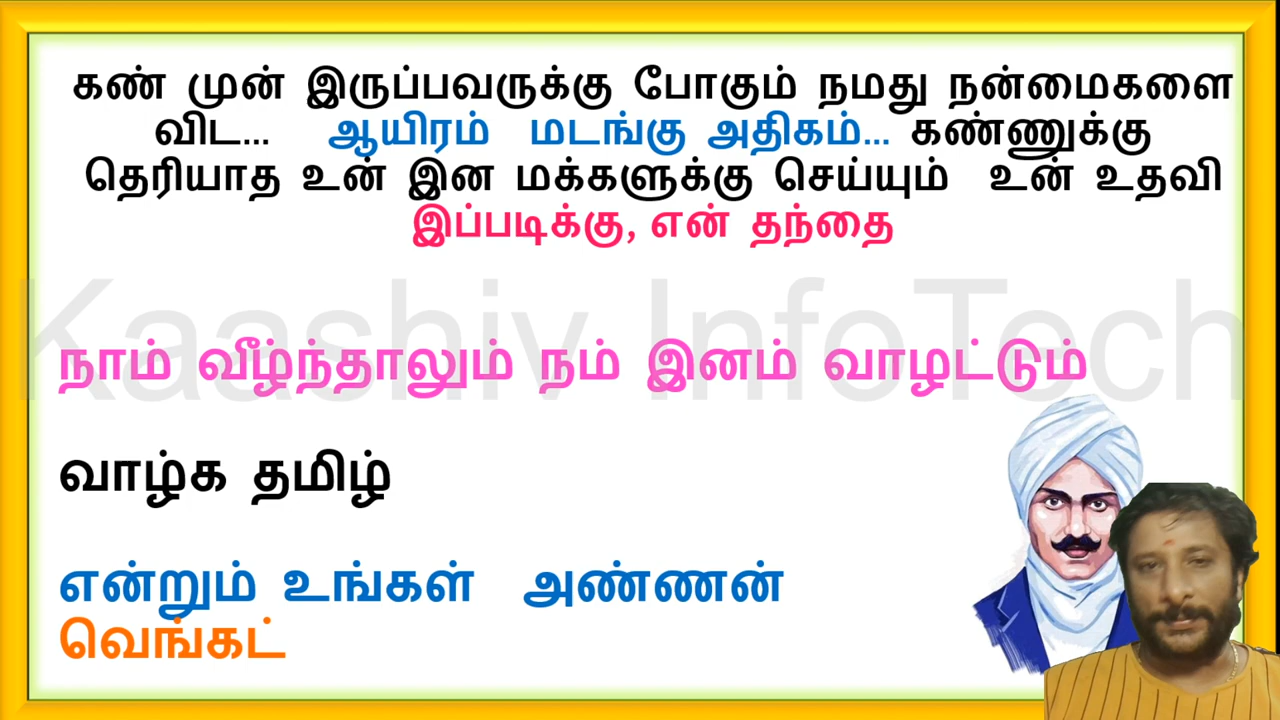 கண் முன் இருப்பவருக்கு போகும் நமது நன்மைகளை
விட... ஆயிரம் மடங்கு அதிகம்... கண்ணுக்கு
தெரியாத உன் இன மக்களுக்கு செய்யும் உன் உதவி
இப்படிக்கு, என் தந்தை
Kaashiv InfoTech
நாம் வீழ்ந்தாலும் நம் இனம் வாழட்டும்
வாழ்க தமிழ்
என்றும் உங்கள் அண்ணன்
வெங்கட்